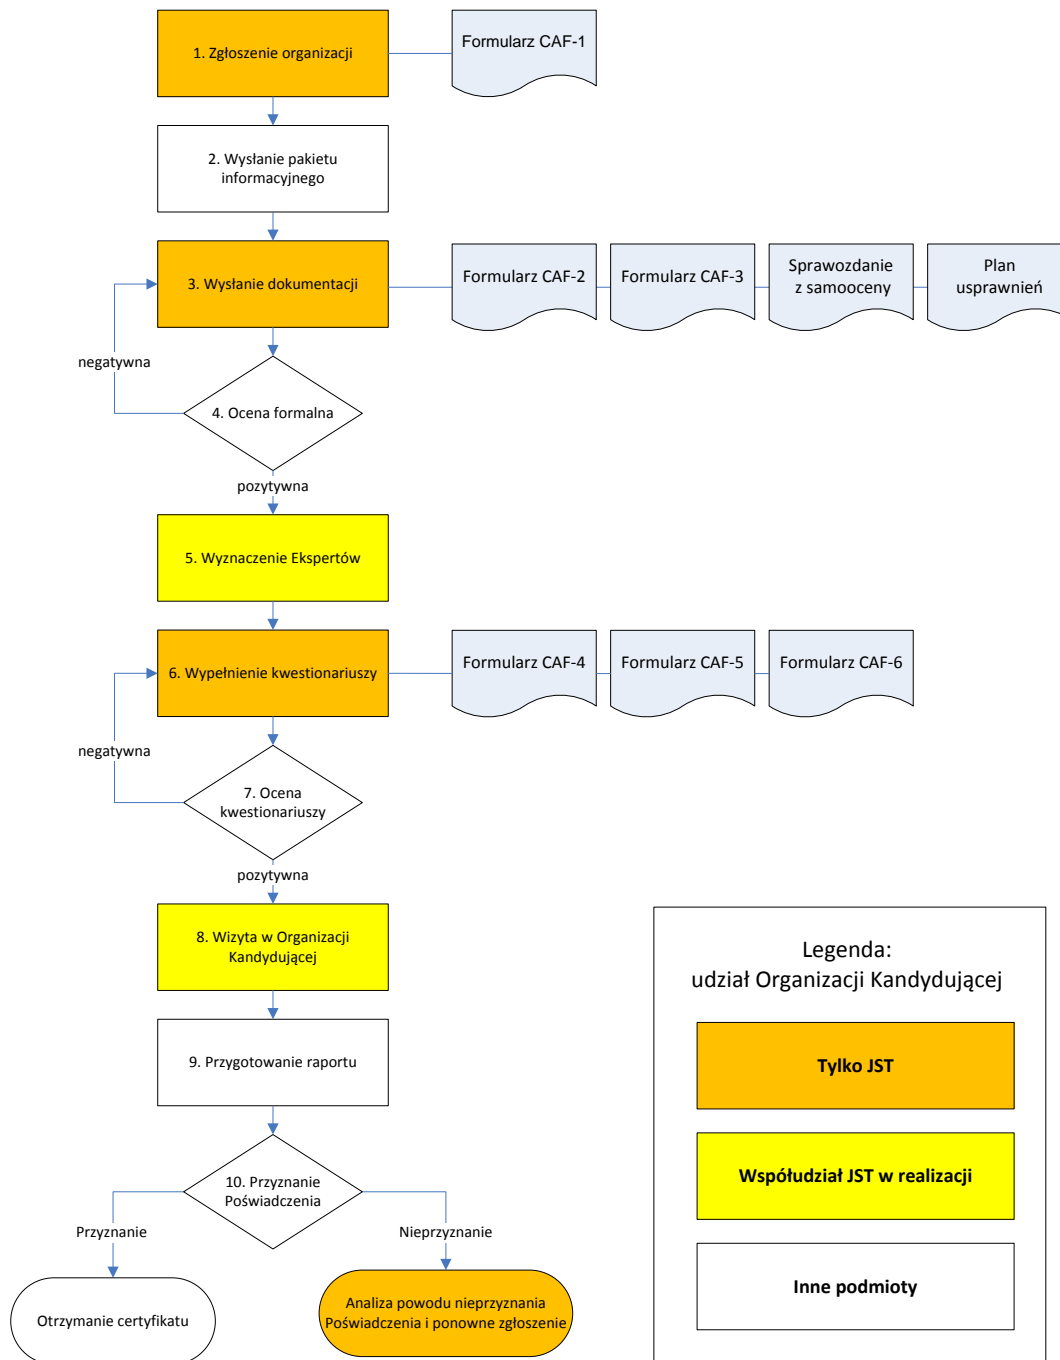 1. Zgłoszenie organizacji
Formularz CAF-1
2. Wysłanie pakietu
informacyjnego
3. Wysłanie dokumentacji
Formularz CAF-2
Formularz CAF-3
Sprawozdanie
z samooceny
Plan
usprawnień
negatywna
4. Ocena formalna
pozytywna
5. Wyznaczenie Ekspertów
6. Wypełnienie kwestionariuszy
Formularz CAF-4
Formularz CAF-5
Formularz CAF-6
negatywna
7. Ocena
kwestionariuszy
pozytywna
8. Wizyta w Organizacji
Kandydującej
9. Przygotowanie raportu
10. Przyznanie
Poświadczenia
Przyznanie
Nieprzyznanie
Otrzymanie certyfikatu
Analiza powodu nieprzyznania
Poświadczenia i ponowne zgłoszenie
Legenda:
udział Organizacji Kandydującej
Tylko JST
Współudział JST w realizacji
Inne podmioty